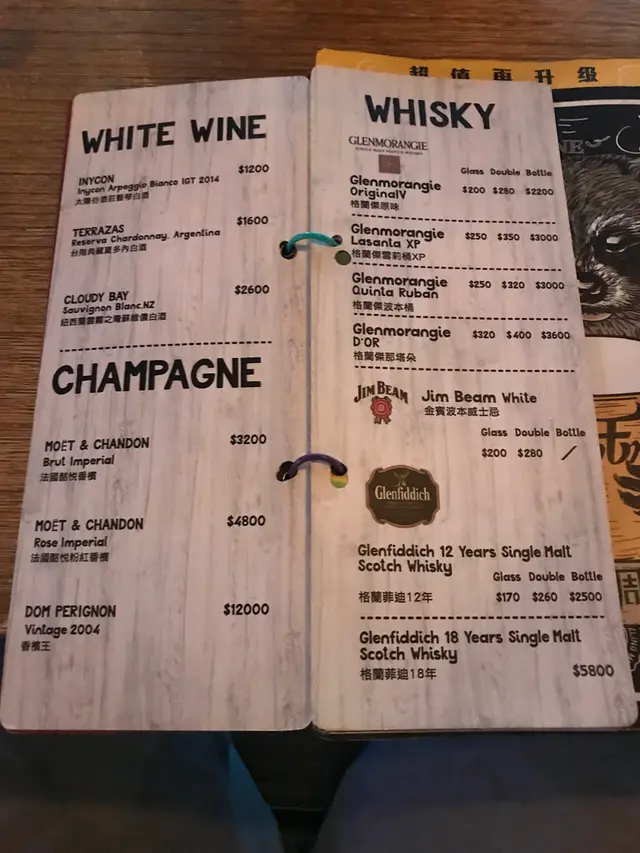 WHITE WINE
INYCON $1200
Inycon Arpeggio Bianco IGT 2014
太陽谷酒莊豎琴白酒
TERRAZAS $1600
Reserva Chardonnay, Argentina
台階典藏夏多內白酒
CLOUDY BAY $2600
Sauvignon Blanc.NZ
紐西蘭雲霧之灣蘇維儂白酒
CHAMPAGNE
MOËT & CHANDON $3200
Brut Imperial
法國酩悅香檳
MOËT & CHANDON $4800
Rose Imperial
法國酩悅粉紅香檳
DOM PERIGNON $12000
Vintage 2004
香檳王
WHISKY
GLENMORANGIE
Glass Double Bottle
Glenmorangie
OriginalV $200 $280 $2200
格蘭傑原味
Glenmorangie
Lasanta XP $250 $350 $3000
格蘭傑雪莉桶XP
Glenmorangie
Quinta Ruban $250 $320 $3000
格蘭傑波本桶
Glenmorangie
D'OR $320 $400 $3600
格蘭傑那塔朵
JIM BEAM
B
Jim Beam White
金賓波本威士忌
Glass Double Bottle
$200 $280 /
Glenfiddich
Glenfiddich 12 Years Single Malt
Scotch Whisky
Glass Double Bottle
格蘭菲迪12年 $170 $260 $2500
Glenfiddich 18 Years Single Malt
Scotch Whisky
格蘭菲迪18年 $5800
超值再升级